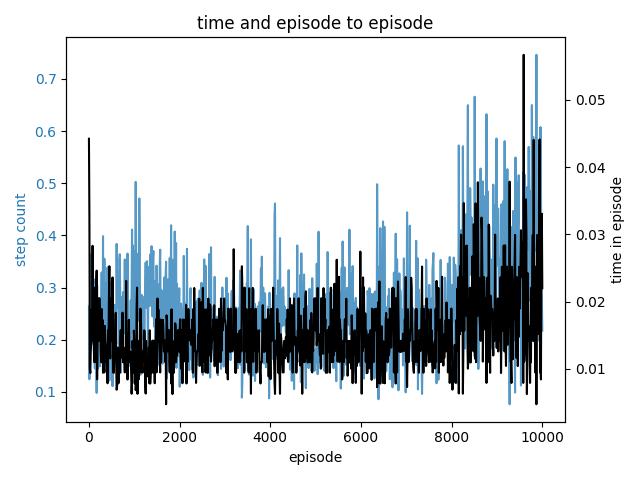 time and episode to episode
step count
0.7
0.6
0.5
0.4
0.3
0.2
0.1
0.05
0.04
0.03
0.02
0.01
time in episode
0 2000 4000 6000 8000 10000
episode